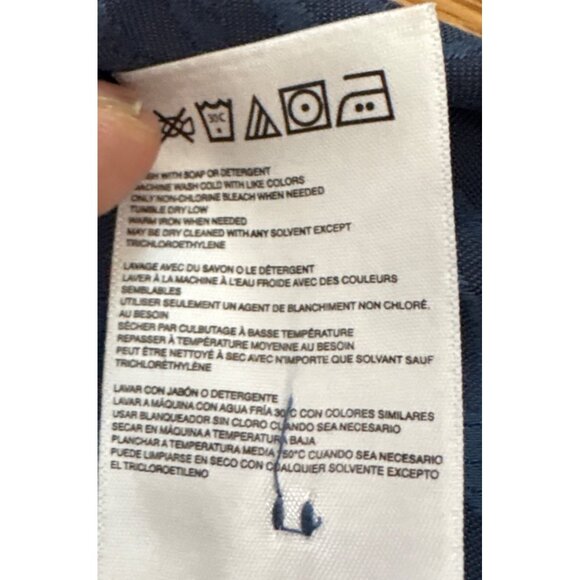 30C
WITH SOAP OR DETERGENT
MACHINE WASH COLD WITH LIKE COLORS
ONLY NON-CHLORINE BLEACH WHEN NEEDED
TUMBLE DRY LOW
WARM IRON WHEN NEEDED
MAY BE DRY CLEANED WITH ANY SOLVENT EXCEPT
TRICHLOROETHYLENE
LAVAGE AVEC DU SAVON O LE DÉTERGENT
LAVER À LA MACHINE À L'EAU FROIDE AVEC DES COULEURS
SEMBLABLES
UTILISER SEULEMENT UN AGENT DE BLANCHIMENT NON CHLORÉ,
AU BESOIN
SÉCHER PAR CULBUTAGE À BASSE TEMPÉRATURE
REPASSER À TEMPÉRATURE MOYENNE AU BESOIN
PEUT ÊTRE NETTOYÉ À SEC AVEC N'IMPORTE QUE SOLVANT SAUF
TRICHLORÉTHYLÈNE
LAVAR CON JABÓN O DETERGENTE
LAVAR A MÁQUINA CON AGUA FRÍA 30°C CON COLORES SIMILARES
USAR BLANQUEADOR SIN CLORO CUANDO SEA NECESARIO
SECAR EN MÁQUINA A TEMPERATURA BAJA
PLANCHAR A TEMPERATURA MEDIA 150°C CUANDO SEA NECESARIO
PUEDE LIMPIARSE EN SECO CON CUALQUIER SOLVENTE EXCEPTO
EL TRICLOROETILENO